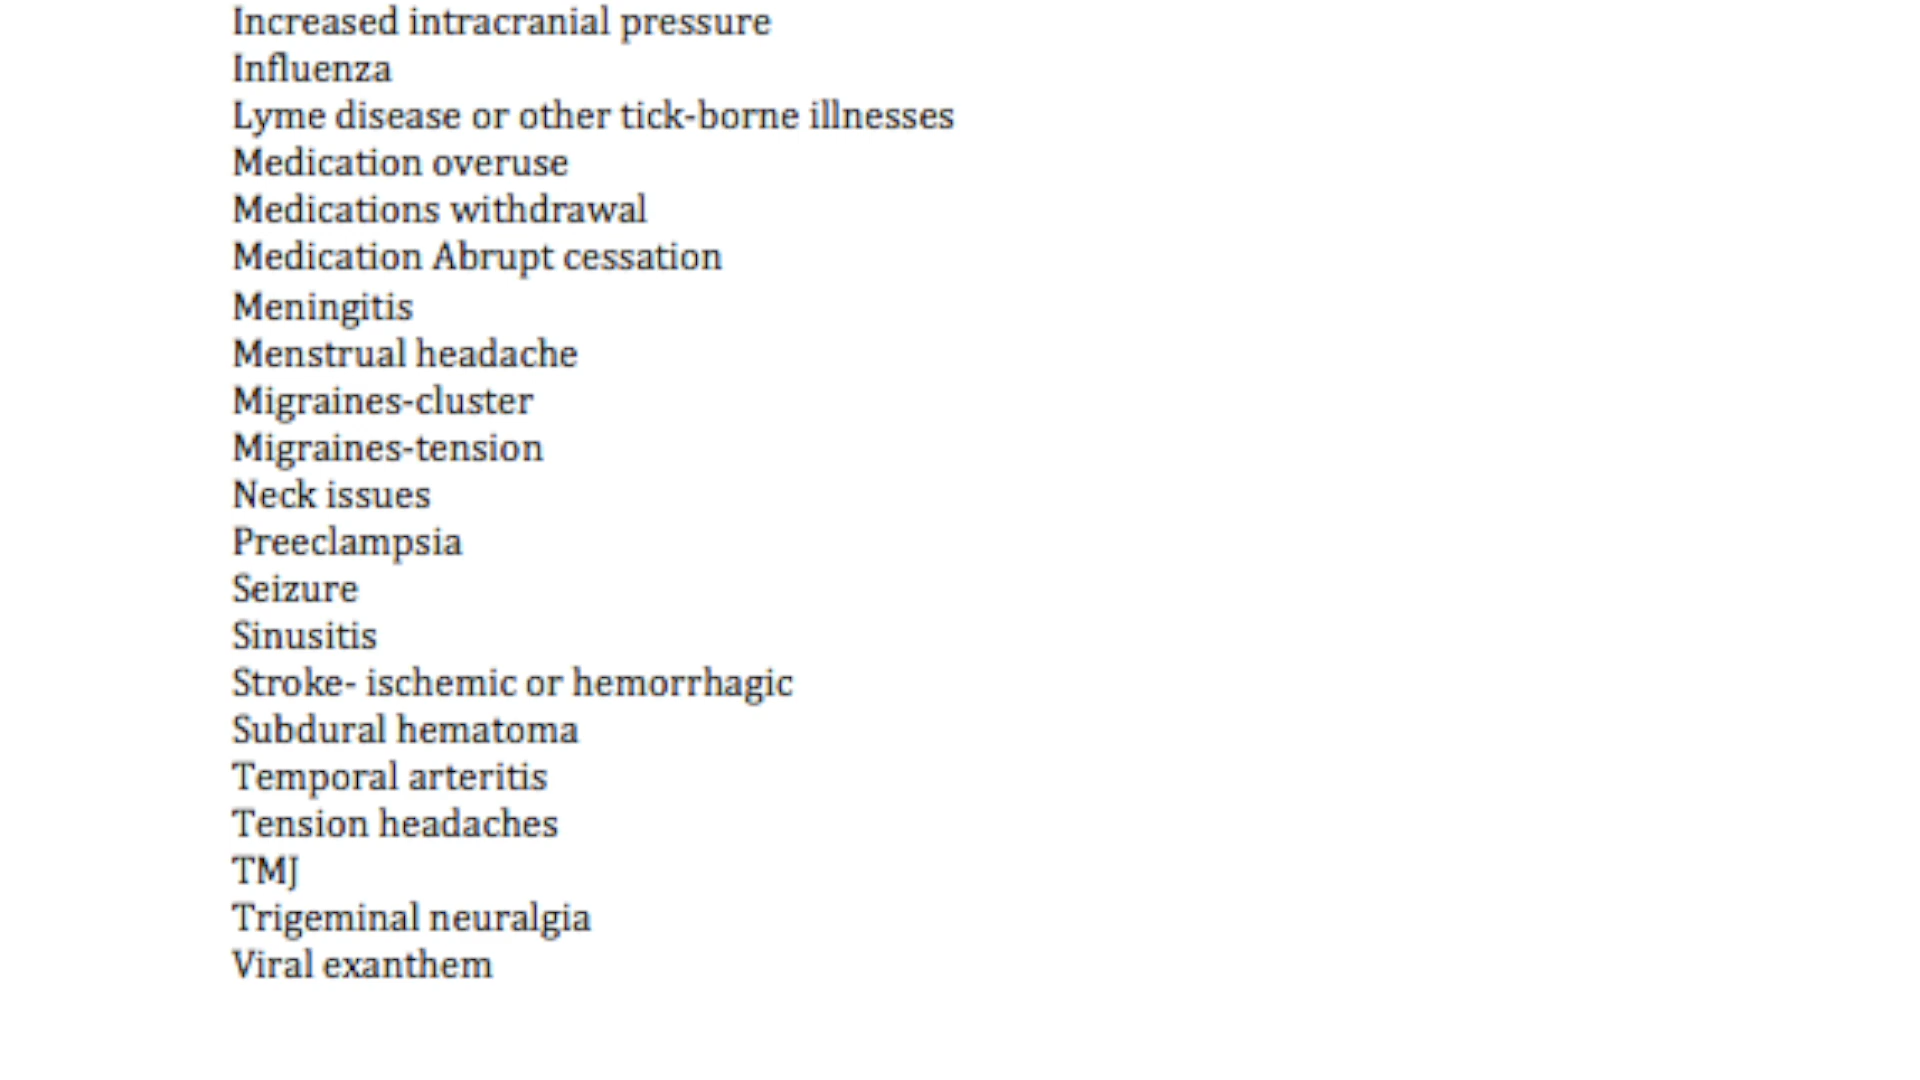 Increased intracranial pressure
Influenza
Lyme disease or other tick-borne illnesses
Medication overuse
Medications withdrawal
Medication Abrupt cessation
Meningitis
Menstrual headache
Migraines-cluster
Migraines-tension
Neck issues
Preeclampsia
Seizure
Sinusitis
Stroke- ischemic or hemorrhagic
Subdural hematoma
Temporal arteritis
Tension headaches
TMJ
Trigeminal neuralgia
Viral exanthem